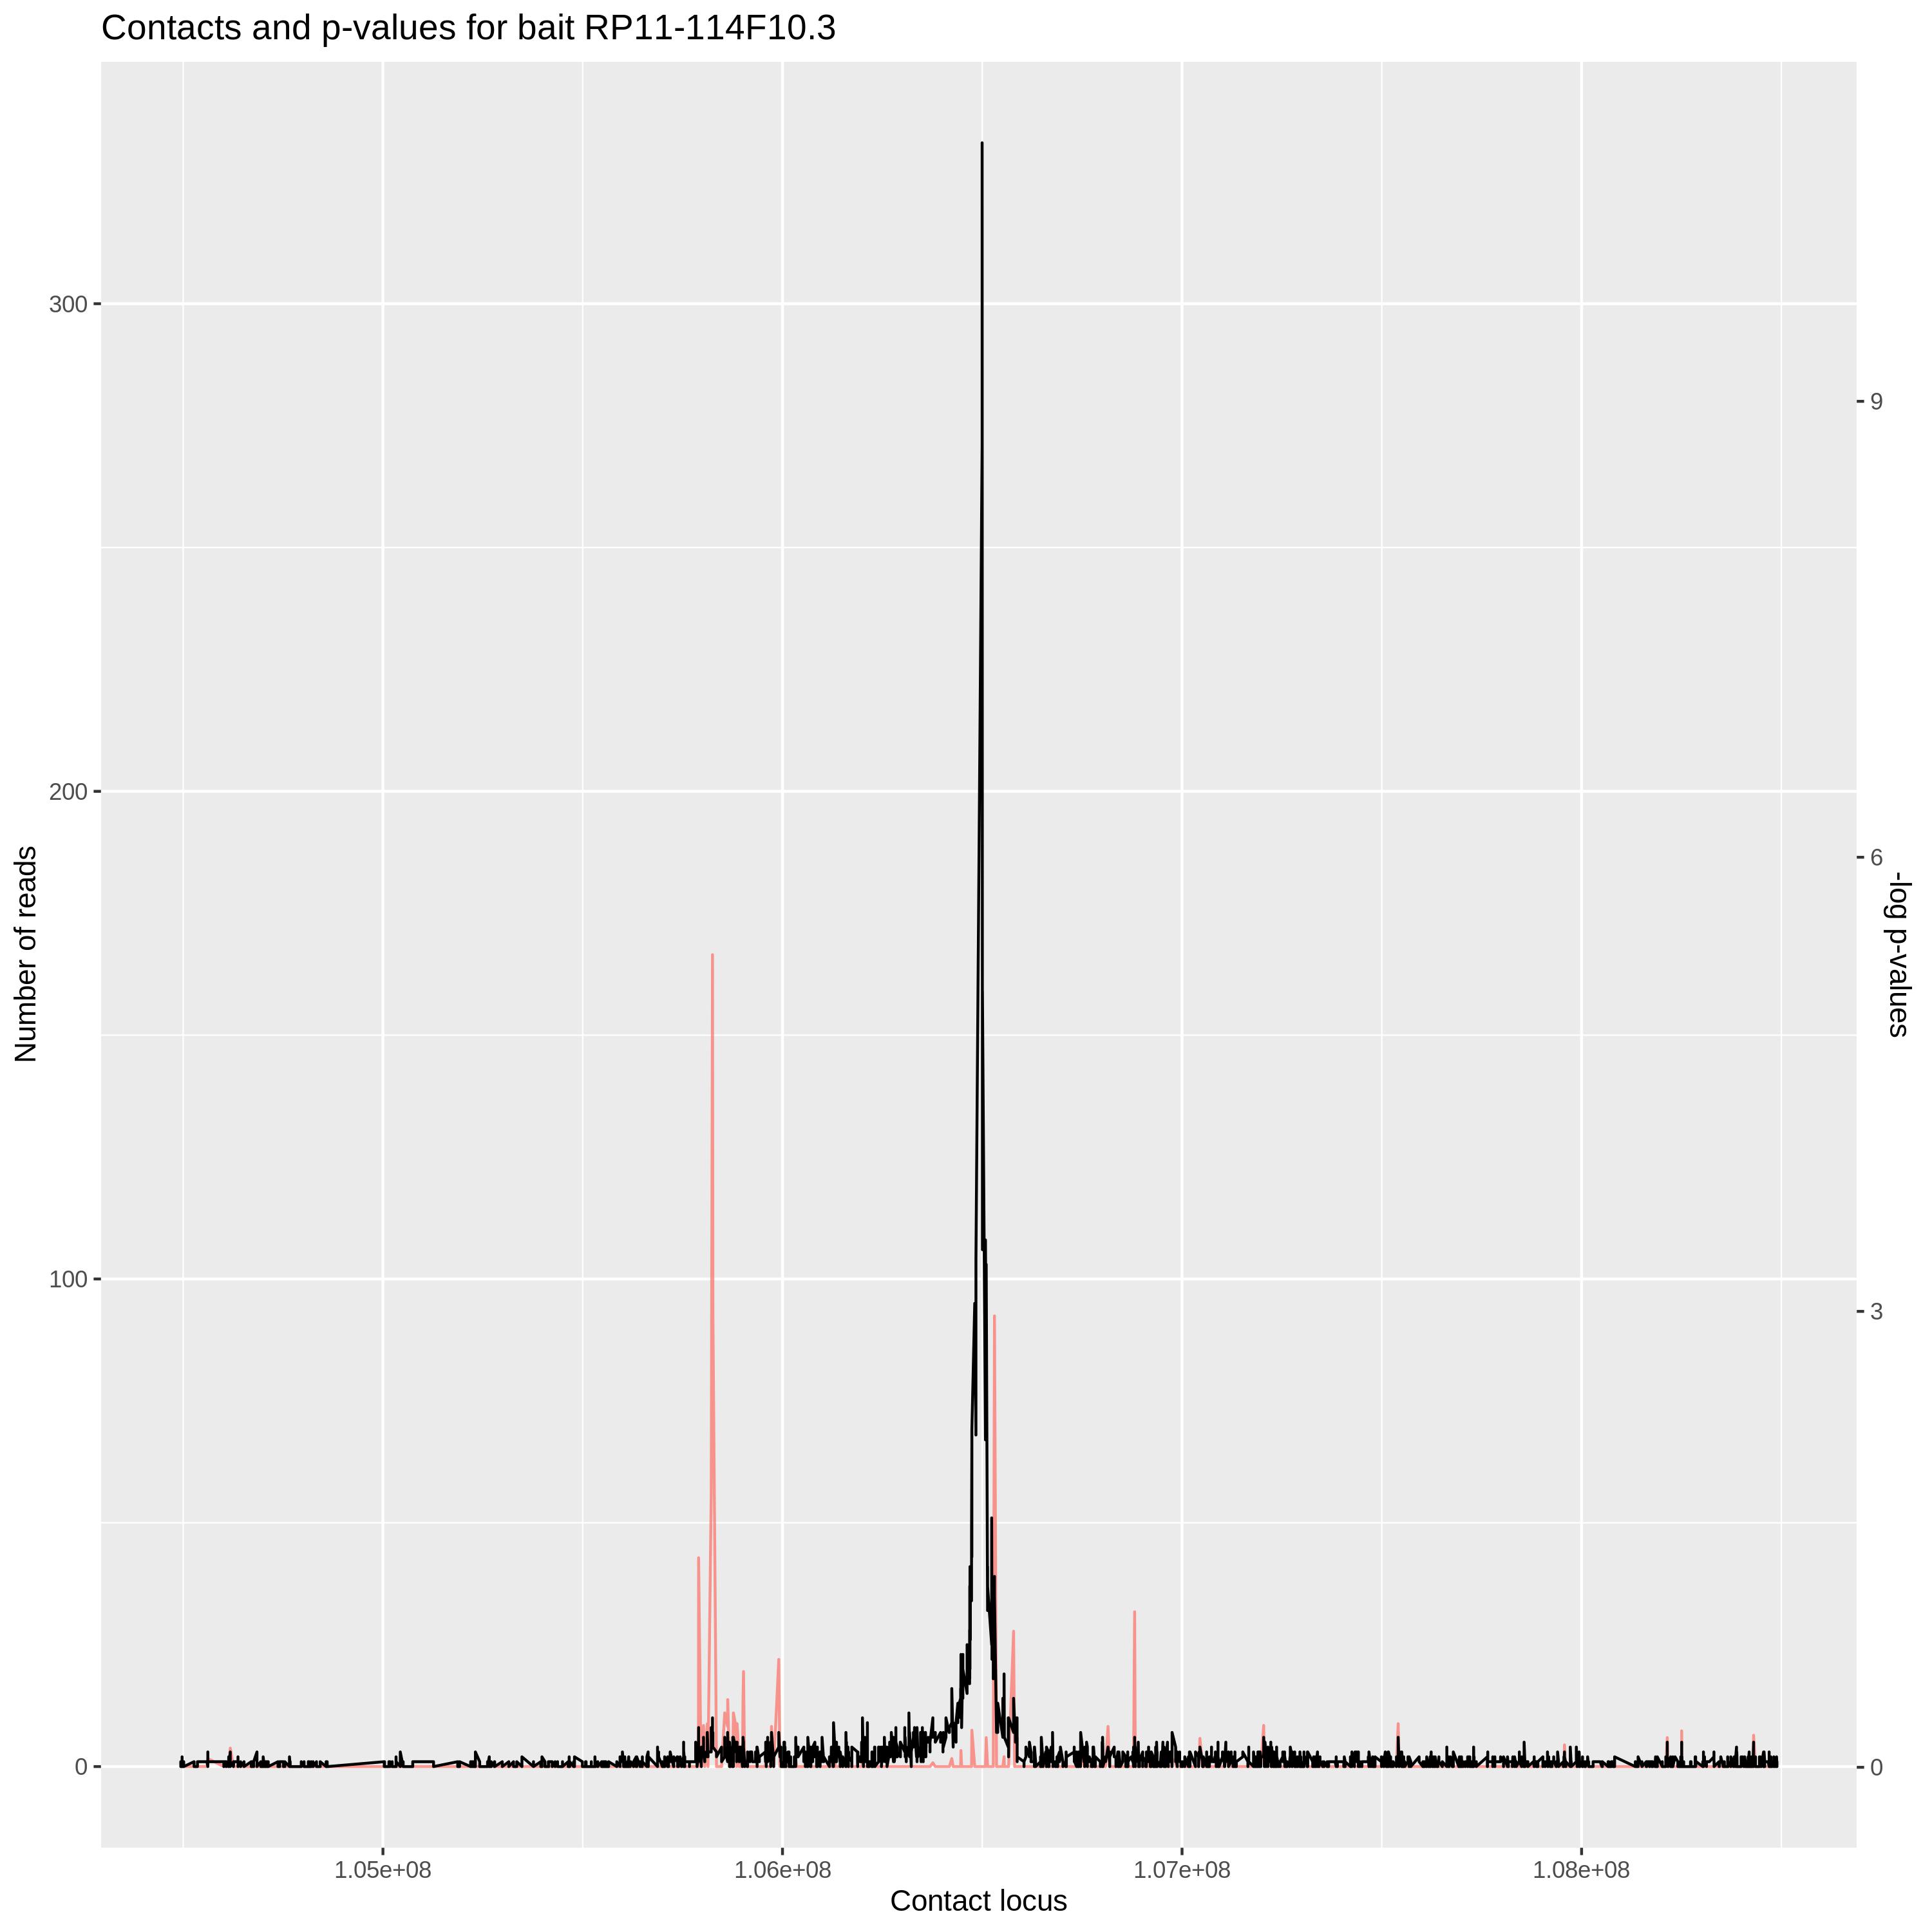 Contacts and p-values for bait RP11-114F10.3
300
200
100
0
Number of reads
9
6
3
0
-log p-values
1.05e+08
1.06e+08
1.07e+08
1.08e+08
Contact locus